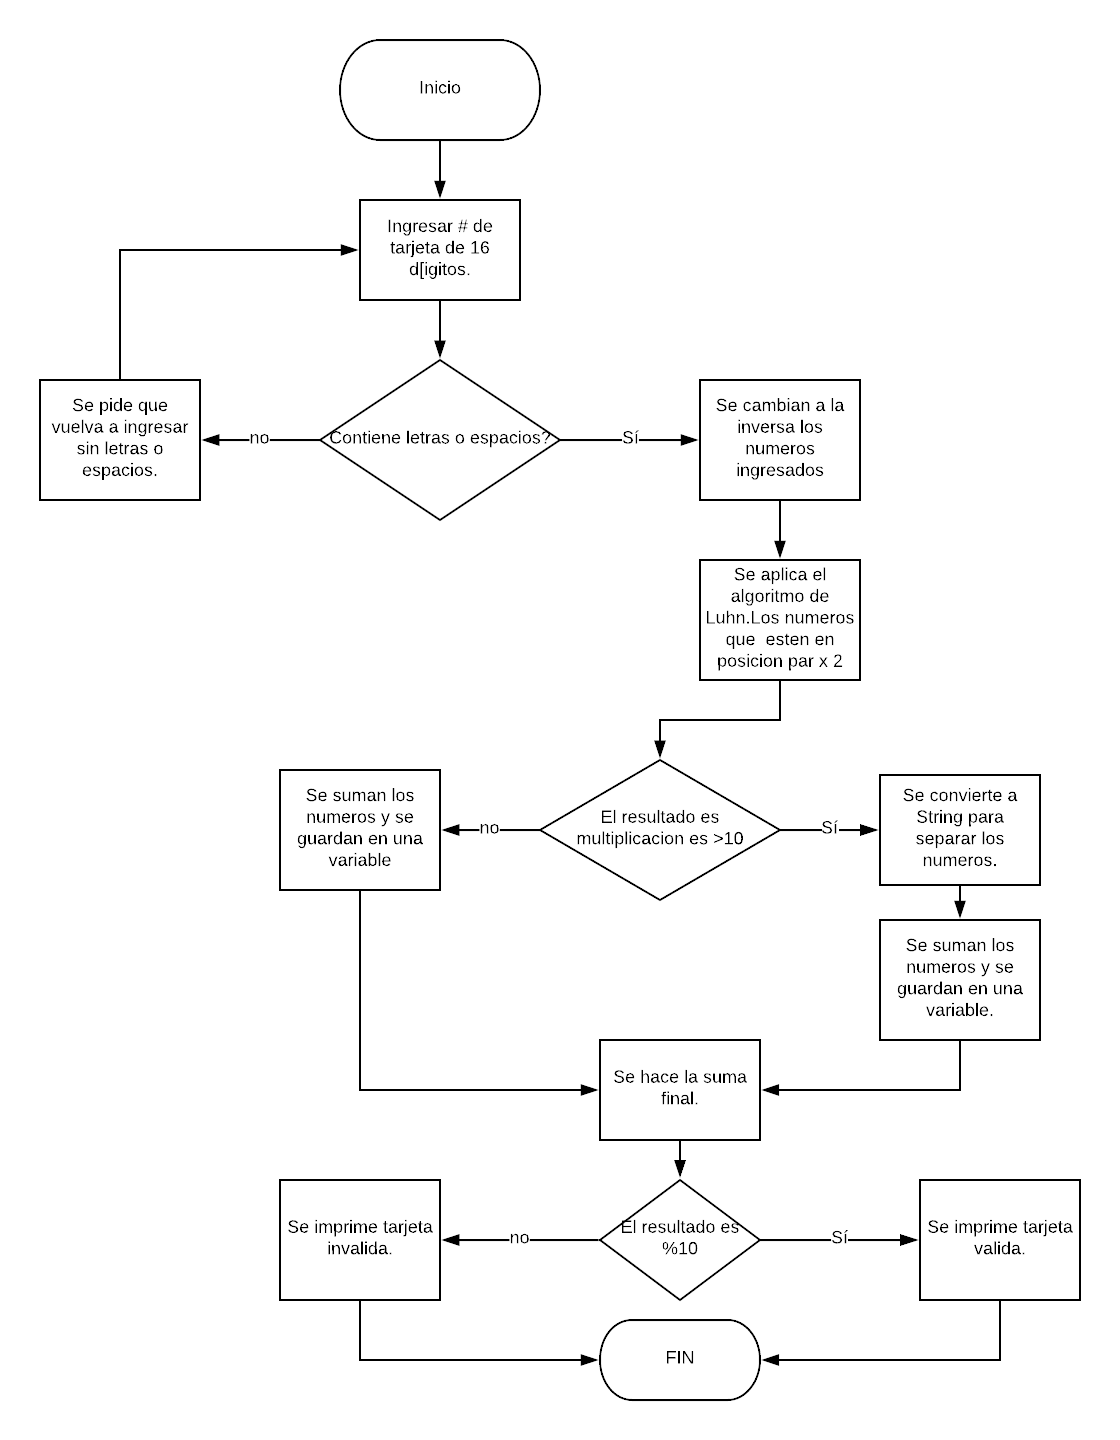 Inicio
Ingresar # de
tarjeta de 16
d[igitos.
Se pide que
vuelva a ingresar
sin letras o
espacios.
no
Contiene letras o espacios?
Sí
Se cambian a la
inversa los
numeros
ingresados
Se aplica el
algoritmo de
Luhn.Los numeros
que esten en
posicion par x 2
Se suman los
numeros y se
guardan en una
variable
no
El resultado es
multiplicacion es >10
Sí
Se convierte a
String para
separar los
numeros.
Se suman los
numeros y se
guardan en una
variable.
Se hace la suma
final.
Se imprime tarjeta
invalida.
no
El resultado es
%10
Sí
Se imprime tarjeta
valida.
FIN